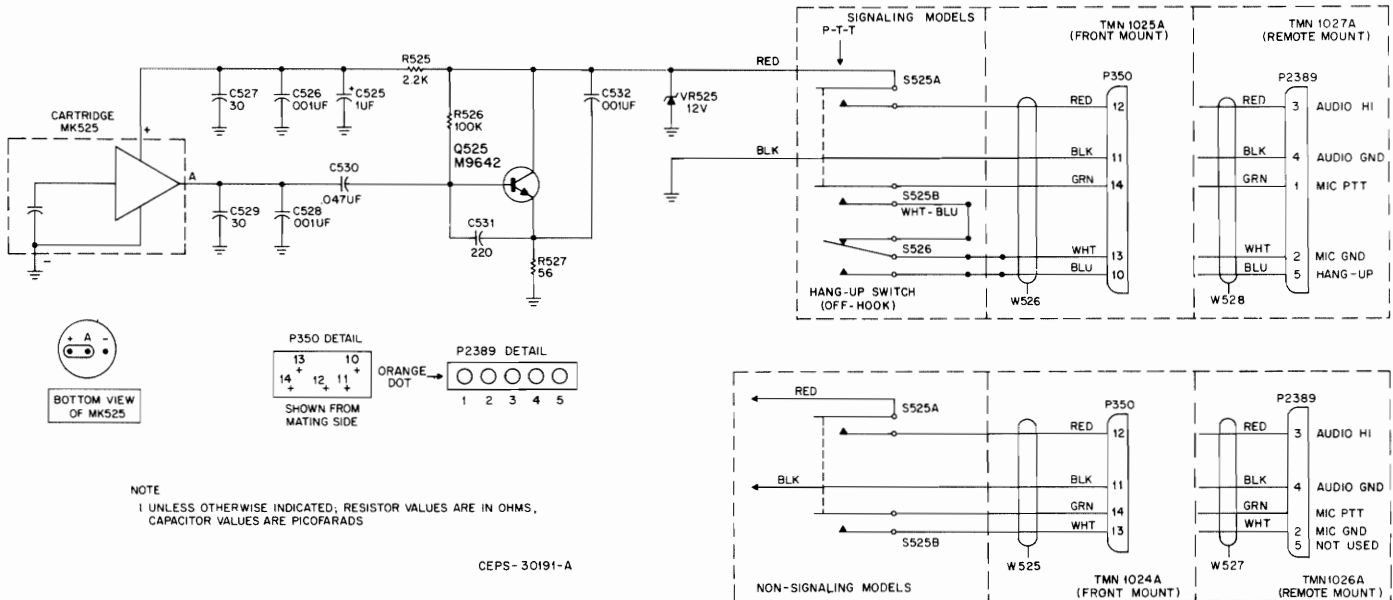 SIGNALING MODELS
P-T-T
TMN 1025A
(FRONT MOUNT)
TMN 1027A
(REMOTE MOUNT)
RED
S525A
P350
P2389
RED 12
RED 3 AUDIO HI
BLK
BLK 11
BLK 4 AUDIO GND
GRN 14
GRN 1 MIC PTT
S525B
WHT-BLU
S526
WHT 13
WHT 2 MIC GND
BLU 10
BLU 5 HANG-UP
HANG-UP SWITCH
(OFF-HOOK)
W526
W528
R525
2.2K
C527
30
C526
.001UF
+
C525
1UF
R526
100K
C532
.001UF
VR525
12V
CARTRIDGE
MK525
+
A
-
Q525
M9642
C530
.047UF
C529
30
C528
.001UF
C531
220
R527
56
+ A -
BOTTOM VIEW
OF MK525
P350 DETAIL
13 10
14 12 11
SHOWN FROM
MATING SIDE
ORANGE
DOT
P2389 DETAIL
1 2 3 4 5
RED
S525A
P350
P2389
RED 12
RED 3 AUDIO HI
BLK
BLK 11
BLK 4 AUDIO GND
GRN 14
GRN MIC PTT
WHT 13
WHT 2 MIC GND
5 NOT USED
S525B
W525
W527
NON-SIGNALING MODELS
TMN 1024A
(FRONT MOUNT)
TMN1026A
(REMOTE MOUNT)
NOTE
1 UNLESS OTHERWISE INDICATED; RESISTOR VALUES ARE IN OHMS,
CAPACITOR VALUES ARE PICOFARADS
CEPS-30191-A